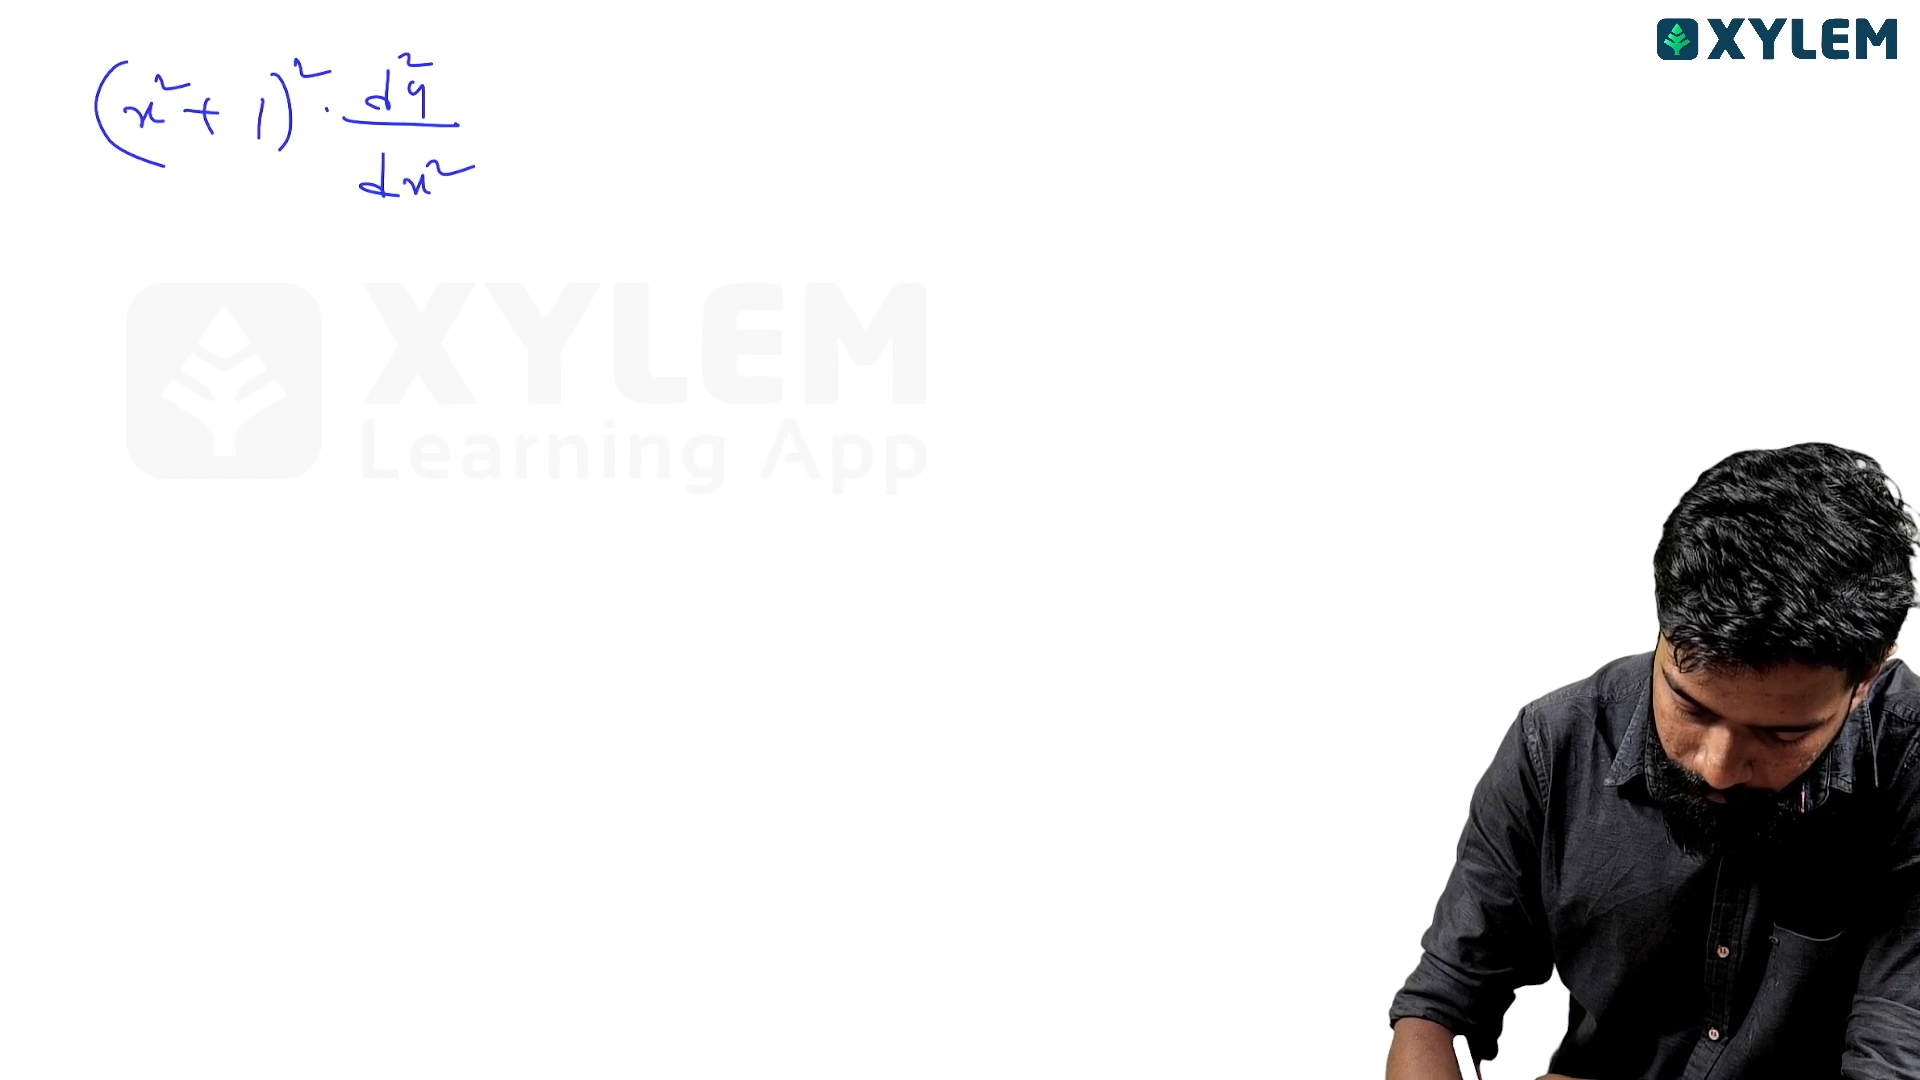 XYLEM
(x²+ 1)² · d²y
dx²
XYLEM
Learning App